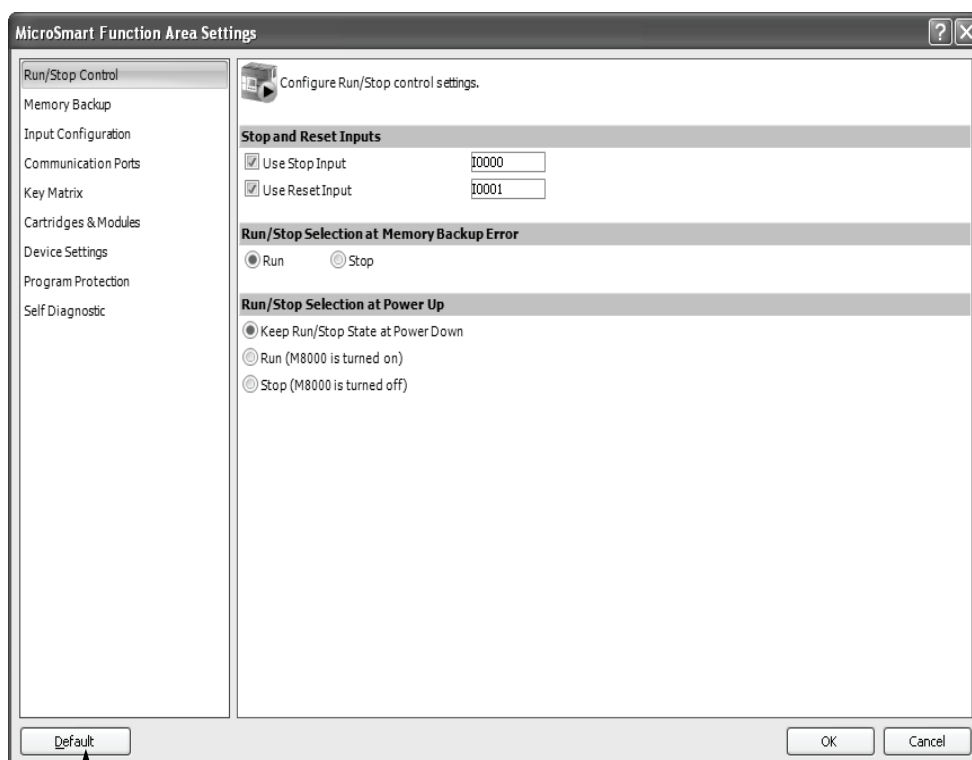 MicroSmart Function Area Settings
Run/Stop Control
Memory Backup
Input Configuration
Communication Ports
Key Matrix
Cartridges & Modules
Device Settings
Program Protection
Self Diagnostic
Configure Run/Stop control settings.
Stop and Reset Inputs
Use Stop Input I0000
Use Reset Input I0001
Run/Stop Selection at Memory Backup Error
Run Stop
Run/Stop Selection at Power Up
Keep Run/Stop State at Power Down
Run (M8000 is turned on)
Stop (M8000 is turned off)
Default OK Cancel